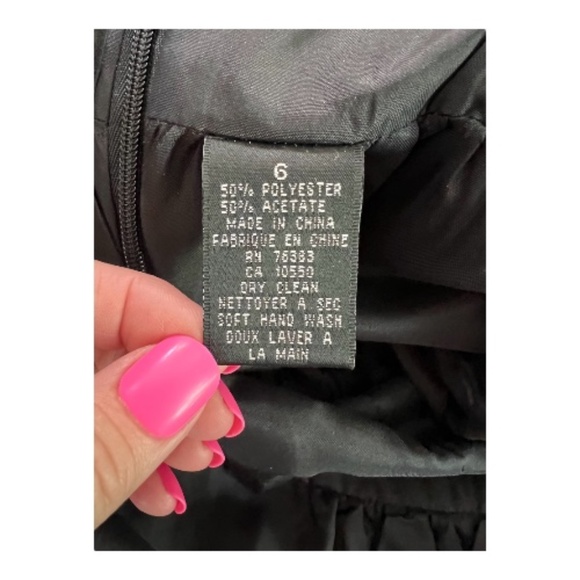 6
50% POLYESTER
50% ACETATE
MADE IN CHINA
FABRIQUE EN CHINE
RN 76383
CA 10550
DRY CLEAN
NETTOYER A SEC
SOFT HAND WASH
DOUX LAVER A
LA MAIN